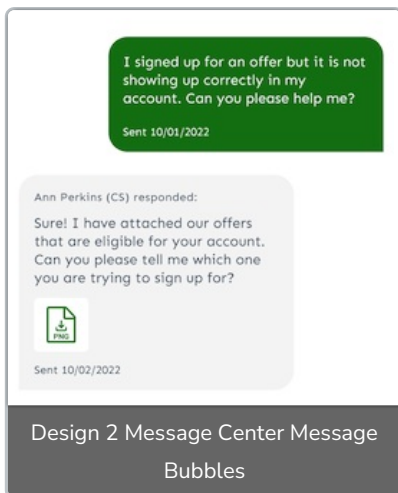 I signed up for an offer but it is not
showing up correctly in my
account. Can you please help me?
Sent 10/01/2022
Ann Perkins (CS) responded:
Sure! I have attached our offers
that are eligible for your account.
Can you please tell me which one
you are trying to sign up for?
PNG
Sent 10/02/2022
Design 2 Message Center Message
Bubbles